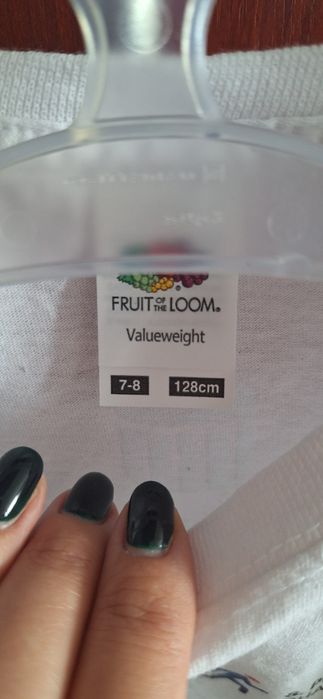 FRUIT OF THE LOOM®
Valueweight
7-8 128cm